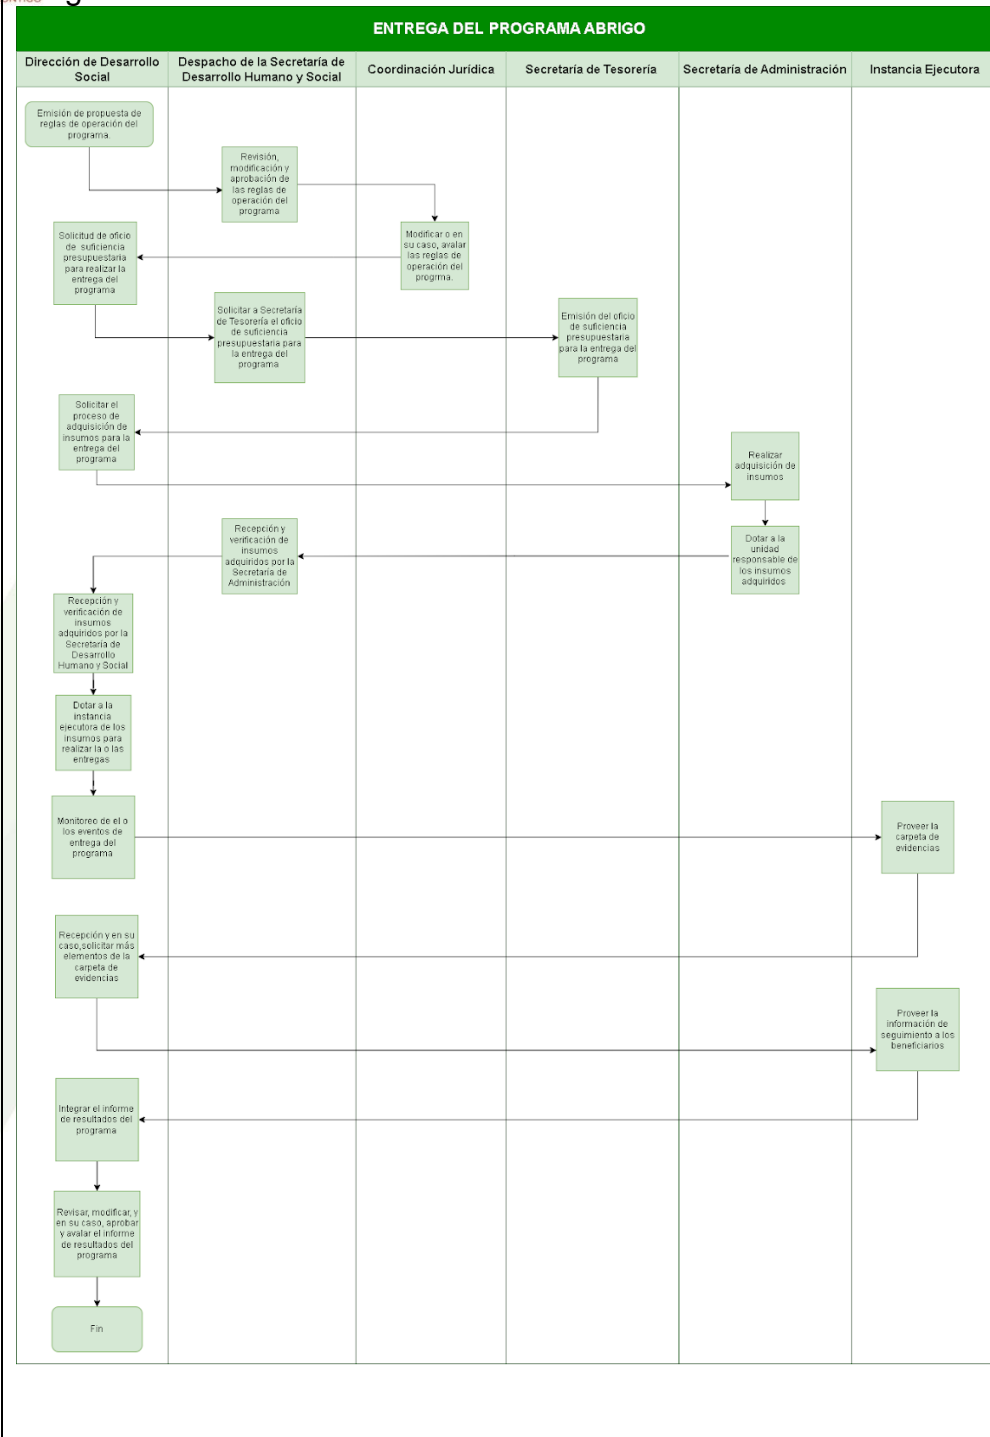 ENTREGA DEL PROGRAMA ABRIGO
Dirección de Desarrollo
Social
Despacho de la Secretaría de
Desarrollo Humano y Social
Coordinación Jurídica
Secretaría de Tesorería
Secretaría de Administración
Instancia Ejecutora
Emisión de propuesta de
reglas de operación del
programa.
Revisión,
modificación y
aprobación de
las reglas de
operación del
programa
Modificar o en
su caso, avalar
las reglas de
operación del
progrma.
Solicitud de oficio
de suficiencia
presupuestaria
para realizar la
entrega del
programa
Solicitar a Secretaría
de Tesorería el oficio
de suficiencia
presupuestaria para
la entrega del
programa
Emisión del oficio
de suficiencia
presupuestaria
para la entrega del
programa
Solicitar el
proceso de
adquisición de
insumos para la
entrega del
programa
Realizar
adquisición de
insumos
Dotar a la
unidad
responsable de
los insumos
adquiridos
Recepción y
verificación de
insumos
adquiridos por la
Secretaría de
Administración
Recepción y
verificación de
insumos
adquiridos por la
Secretaría de
Desarrollo
Humano y Social
Dotar a la
instancia
ejecutora de los
insumos para
realizar la o las
entregas
Monitoreo de el o
los eventos de
entrega del
programa
Proveer la
carpeta de
evidencias
Recepción y en su
caso,solicitar más
elementos de la
carpeta de
evidencias
Proveer la
información de
seguimiento a los
beneficiarios
Integrar el informe
de resultados del
programa
Revisar, modificar, y
en su caso, aprobar
y avalar el informe
de resultados del
programa
Fin